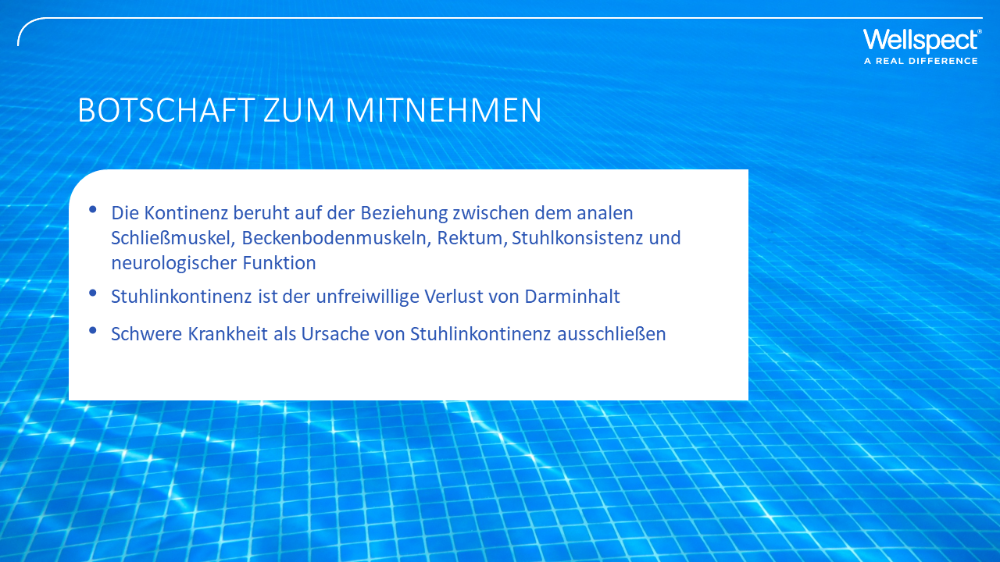 Wellspect®
A REAL DIFFERENCE
BOTSCHAFT ZUM MITNEHMEN
• Die Kontinenz beruht auf der Beziehung zwischen dem analen
Schließmuskel, Beckenbodenmuskeln, Rektum, Stuhlkonsistenz und
neurologischer Funktion
• Stuhlinkontinenz ist der unfreiwillige Verlust von Darminhalt
• Schwere Krankheit als Ursache von Stuhlinkontinenz ausschließen